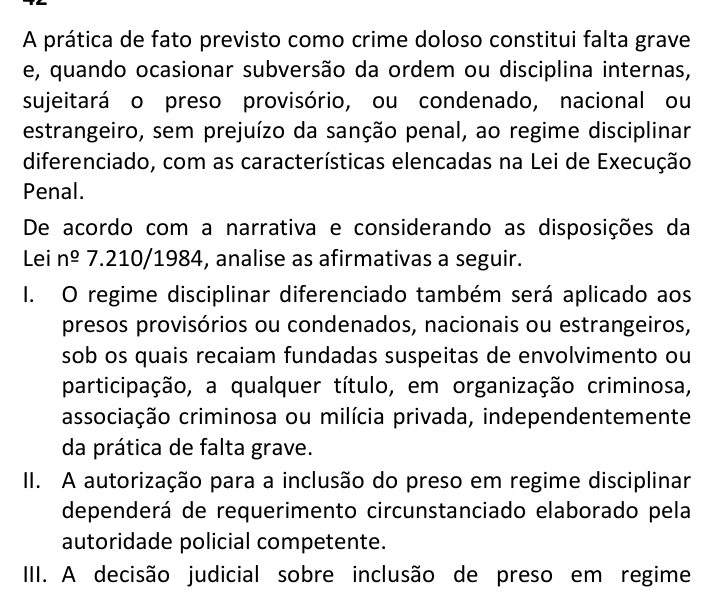 42
A prática de fato previsto como crime doloso constitui falta grave
e, quando ocasionar subversão da ordem ou disciplina internas,
sujeitará o preso provisório, ou condenado, nacional ou
estrangeiro, sem prejuízo da sanção penal, ao regime disciplinar
diferenciado, com as características elencadas na Lei de Execução
Penal.
De acordo com a narrativa e considerando as disposições da
Lei nº 7.210/1984, analise as afirmativas a seguir.
I. O regime disciplinar diferenciado também será aplicado aos
presos provisórios ou condenados, nacionais ou estrangeiros,
sob os quais recaiam fundadas suspeitas de envolvimento ou
participação, a qualquer título, em organização criminosa,
associação criminosa ou milícia privada, independentemente
da prática de falta grave.
II. A autorização para a inclusão do preso em regime disciplinar
dependerá de requerimento circunstanciado elaborado pela
autoridade policial competente.
III. A decisão judicial sobre inclusão de preso em regime